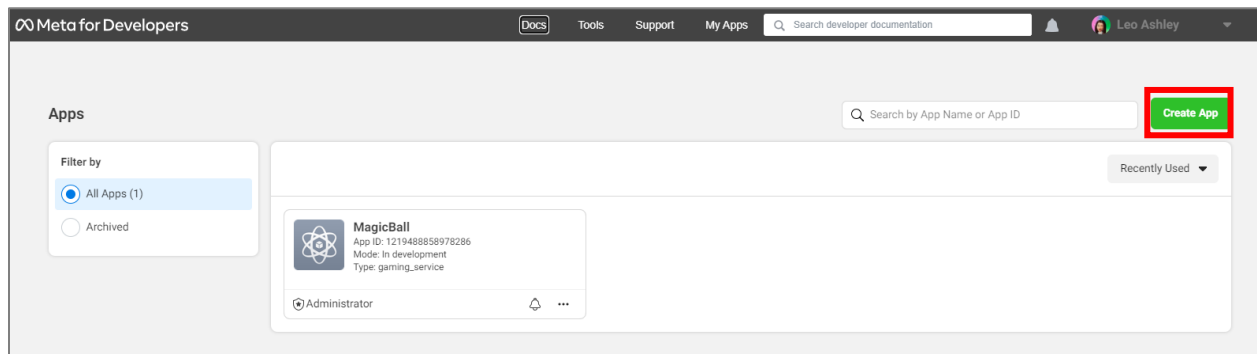 Meta for Developers Docs Tools Support My Apps Search developer documentation Leo Ashley
Apps Search by App Name or App ID Create App
Filter by
Recently Used
All Apps (1)
Archived
MagicBall
App ID: 1219488858978286
Mode: In development
Type: gaming_service
Administrator